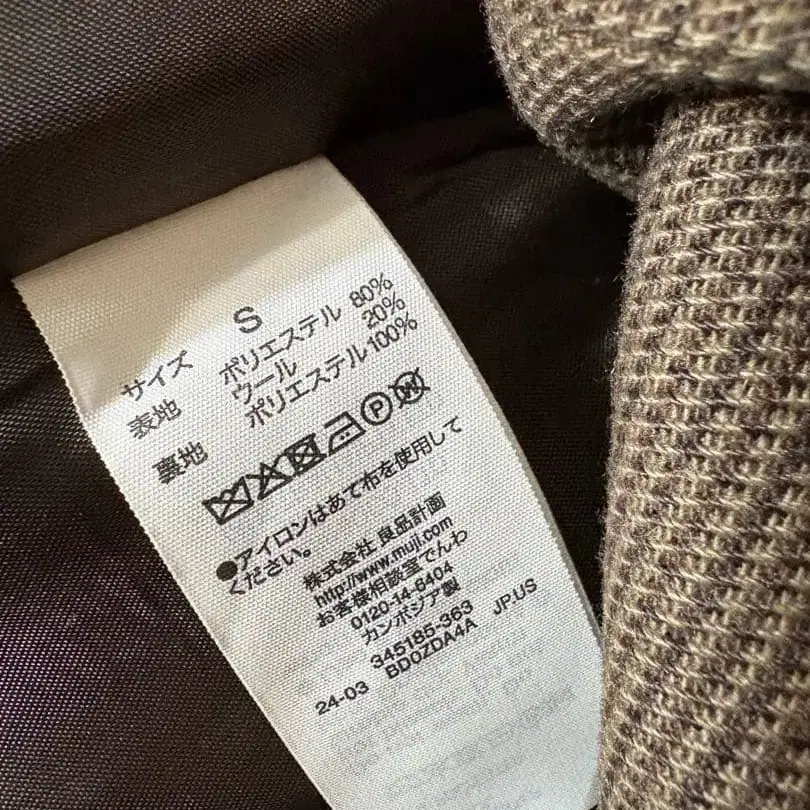 サイズ S
表地 ポリエステル 80%
ウール 20%
裏地 ポリエステル100%
P W
●アイロンはあて布を使用して
ください。
株式会社 良品計画
http://www.muji.com
お客様相談室でんわ
0120-14-6404
カンボジア製
345185-363 JP.US
24-03 BD0ZDA4A